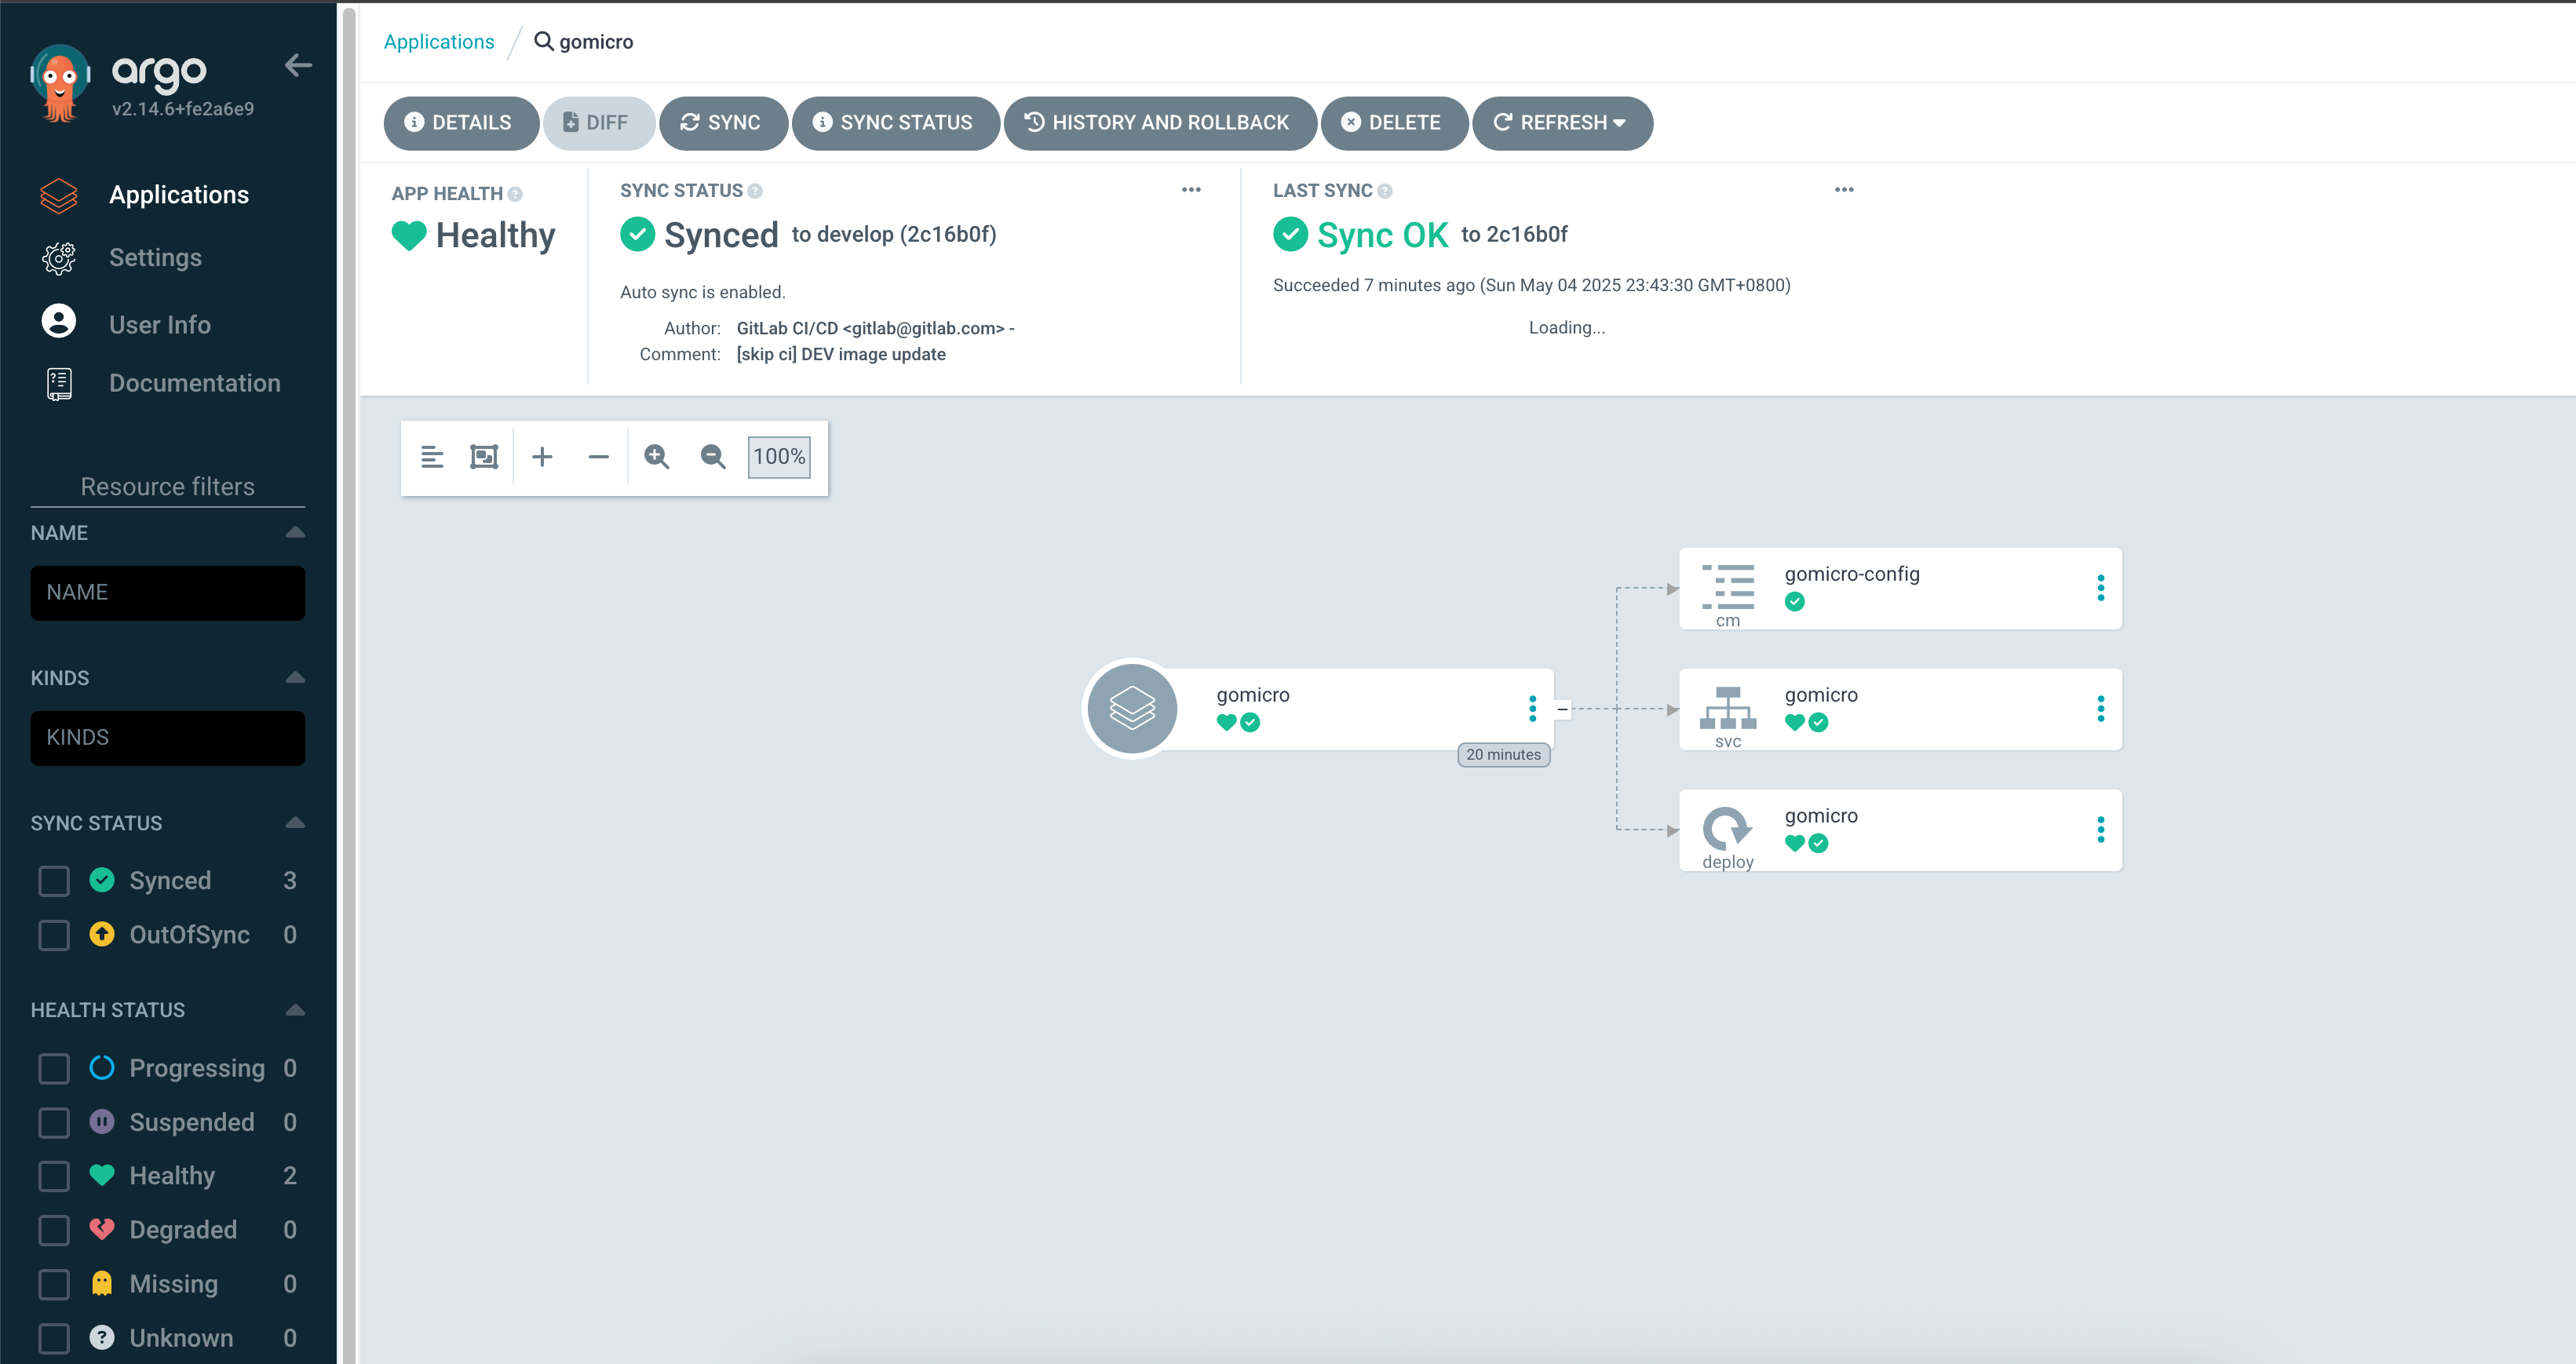 argo
v2.14.6+fe2a6e9
Applications
Settings
User Info
Documentation
Resource filters
NAME
NAME
KINDS
KINDS
SYNC STATUS
Synced 3
OutOfSync 0
HEALTH STATUS
Progressing 0
Suspended 0
Healthy 2
Degraded 0
Missing 0
Unknown 0
Applications / gomicro
DETAILS DIFF SYNC SYNC STATUS HISTORY AND ROLLBACK DELETE REFRESH
APP HEALTH
Healthy
SYNC STATUS
Synced to develop (2c16b0f)
Auto sync is enabled.
Author: GitLab CI/CD <gitlab@gitlab.com> -
Comment: [skip ci] DEV image update
LAST SYNC
Sync OK to 2c16b0f
Succeeded 7 minutes ago (Sun May 04 2025 23:43:30 GMT+0800)
Loading...
100%
gomicro
20 minutes
gomicro-config
cm
gomicro
svc
gomicro
deploy